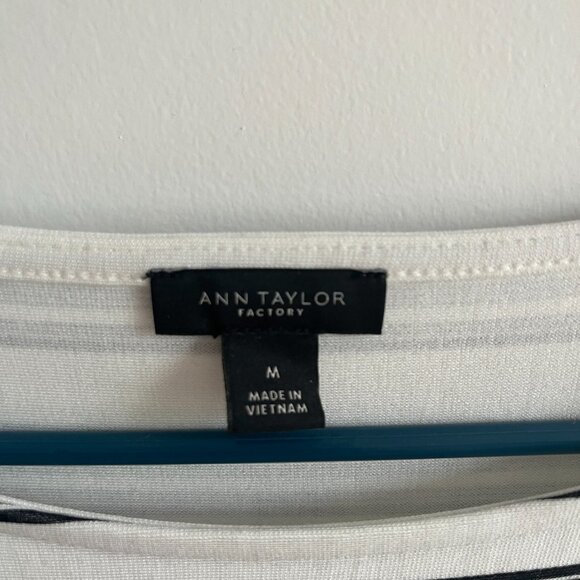 ANN TAYLOR
FACTORY
M
MADE IN
VIETNAM